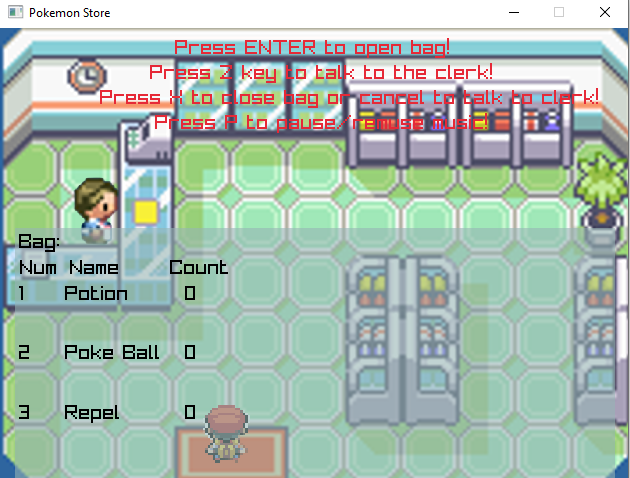 Pokemon Store
Press ENTER to open bag!
Press Z key to talk to the clerk!
Press X to close bag or cancel to talk to clerk!
Press P to pause/remuse music!
Bag:
Num Name Count
1 Potion 0
2 Poke Ball 0
3 Repel 0